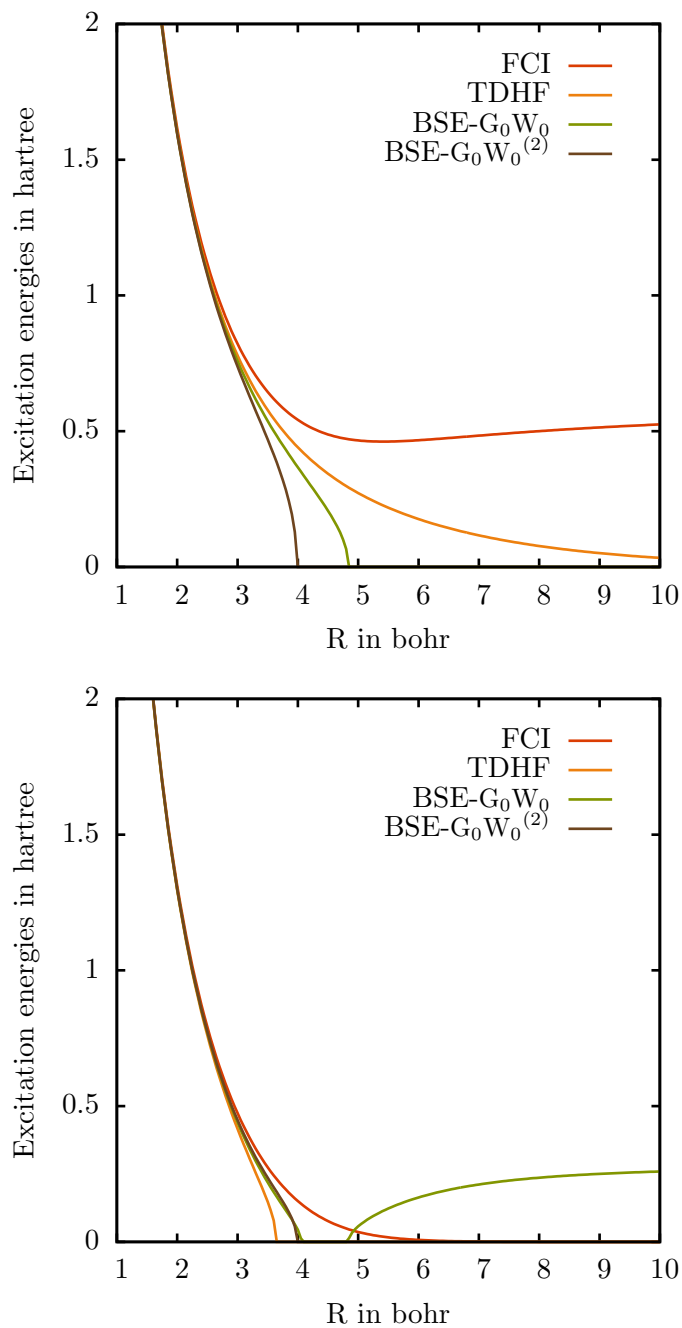 2
1.5
1
0.5
0
Excitation energies in hartree
FCI
TDHF
BSE-G₀W₀
BSE-G₀W₀⁽²⁾
1 2 3 4 5 6 7 8 9 10
R in bohr
2
1.5
1
0.5
0
Excitation energies in hartree
FCI
TDHF
BSE-G₀W₀
BSE-G₀W₀⁽²⁾
1 2 3 4 5 6 7 8 9 10
R in bohr